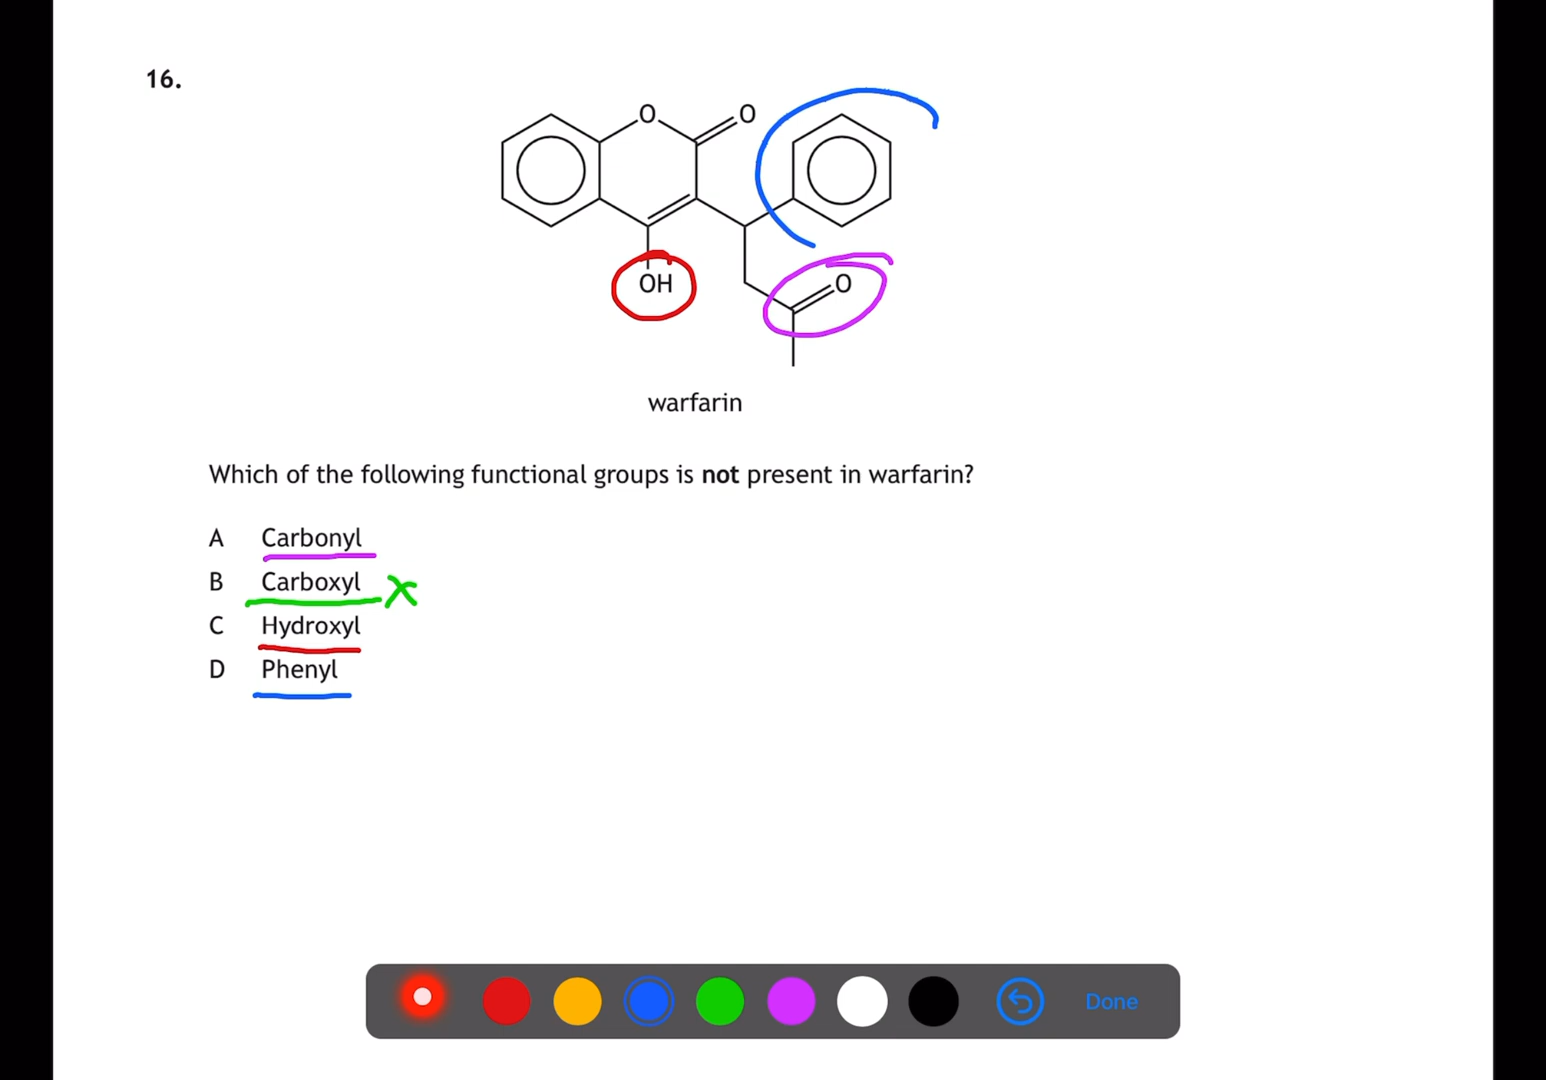 16.
O
O
OH
O
warfarin
Which of the following functional groups is not present in warfarin?
A Carbonyl
B Carboxyl X
C Hydroxyl
D Phenyl
Done